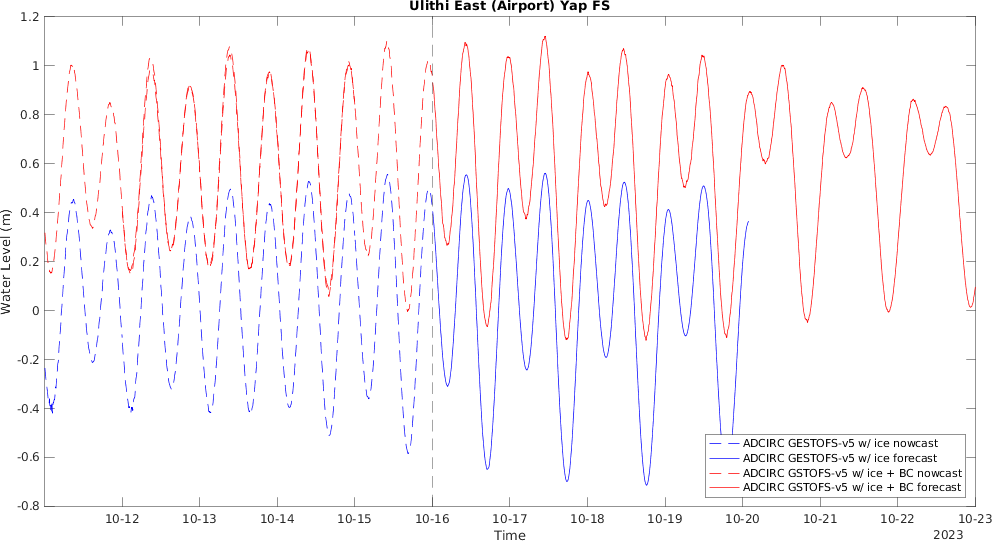 Ulithi East (Airport) Yap FS
1.2
1
0.8
0.6
0.4
0.2
0
-0.2
-0.4
-0.6
-0.8
Water Level (m)
ADCIRC GESTOFS-v5 w/ ice nowcast
ADCIRC GESTOFS-v5 w/ ice forecast
ADCIRC GSTOFS-v5 w/ ice + BC nowcast
ADCIRC GSTOFS-v5 w/ ice + BC forecast
10-12 10-13 10-14 10-15 10-16 10-17 10-18 10-19 10-20 10-21 10-22 10-23
Time
2023